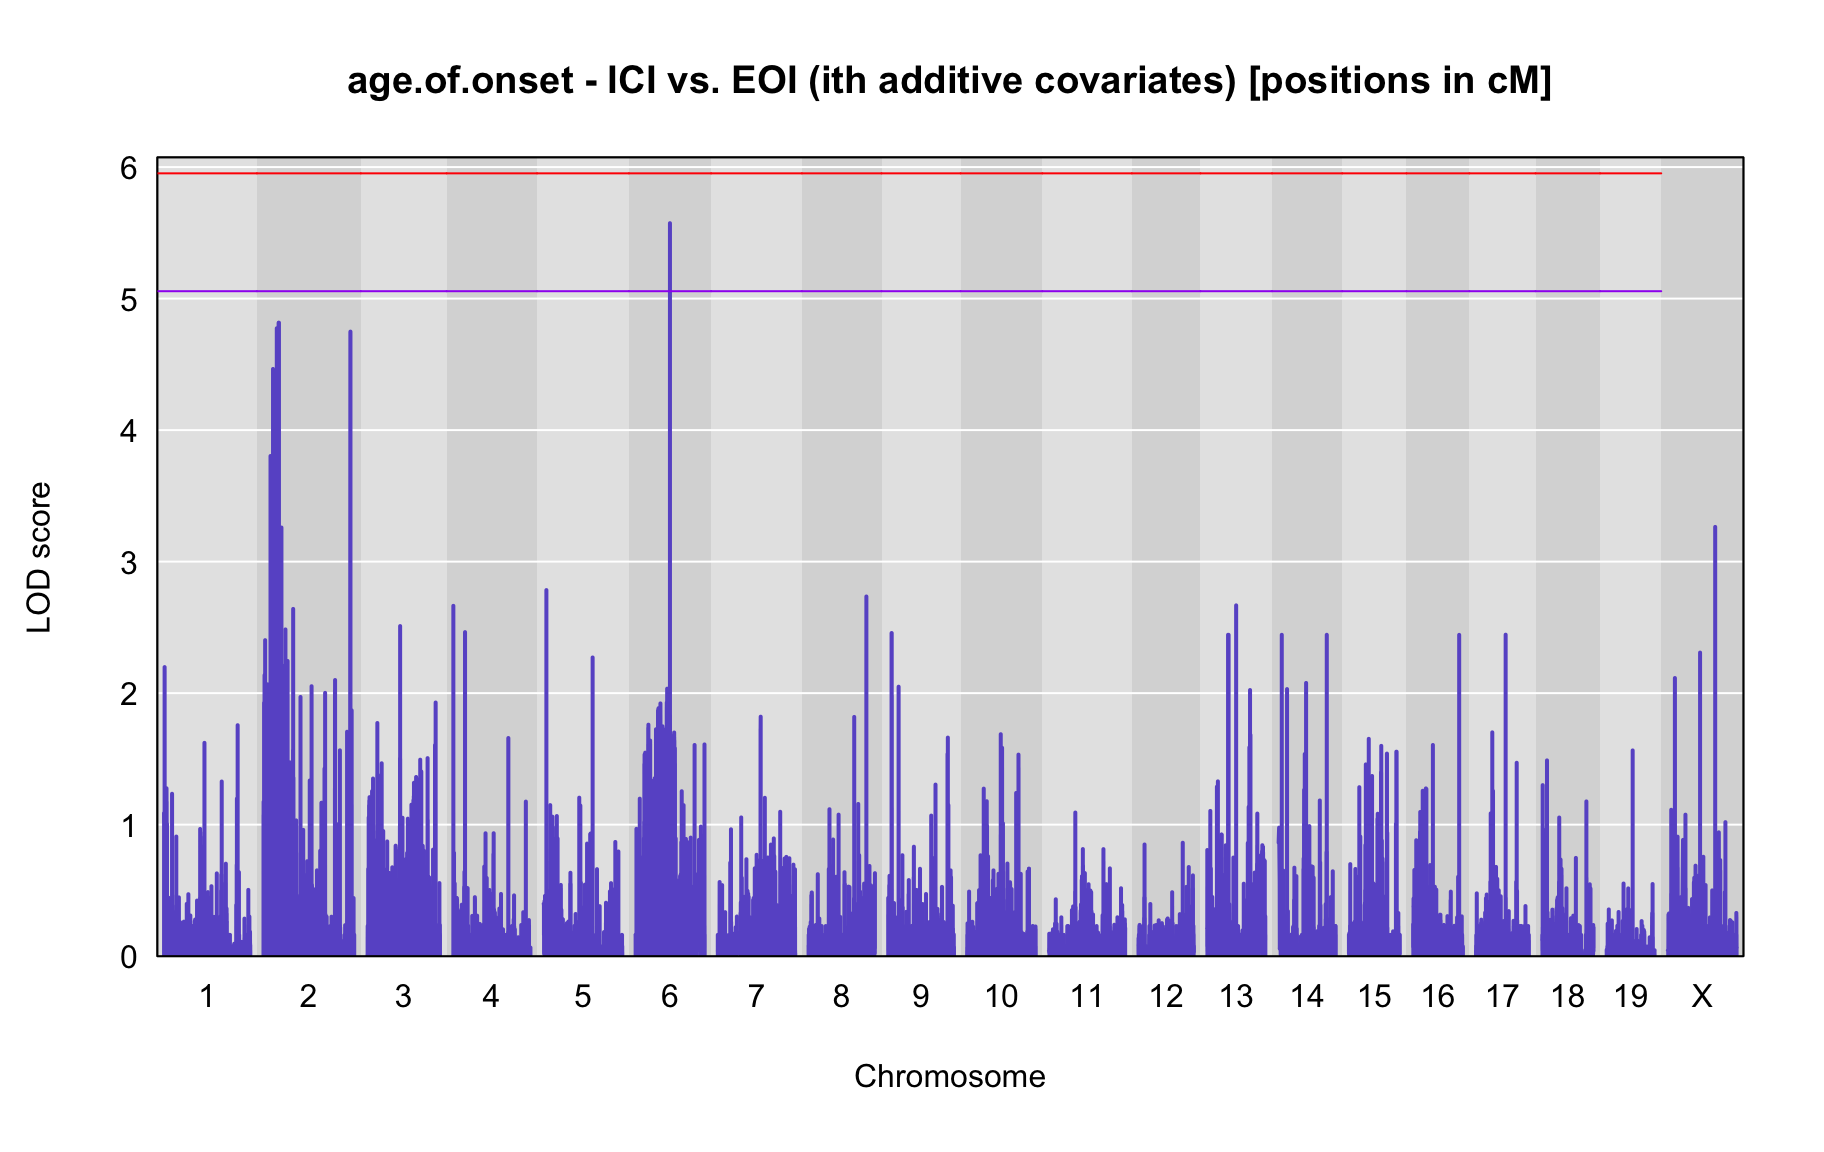 age.of.onset - ICI vs. EOI (ith additive covariates) [positions in cM]
6
5
4
3
2
1
0
LOD score
1 2 3 4 5 6 7 8 9 10 11 12 13 14 15 16 17 18 19 X
Chromosome